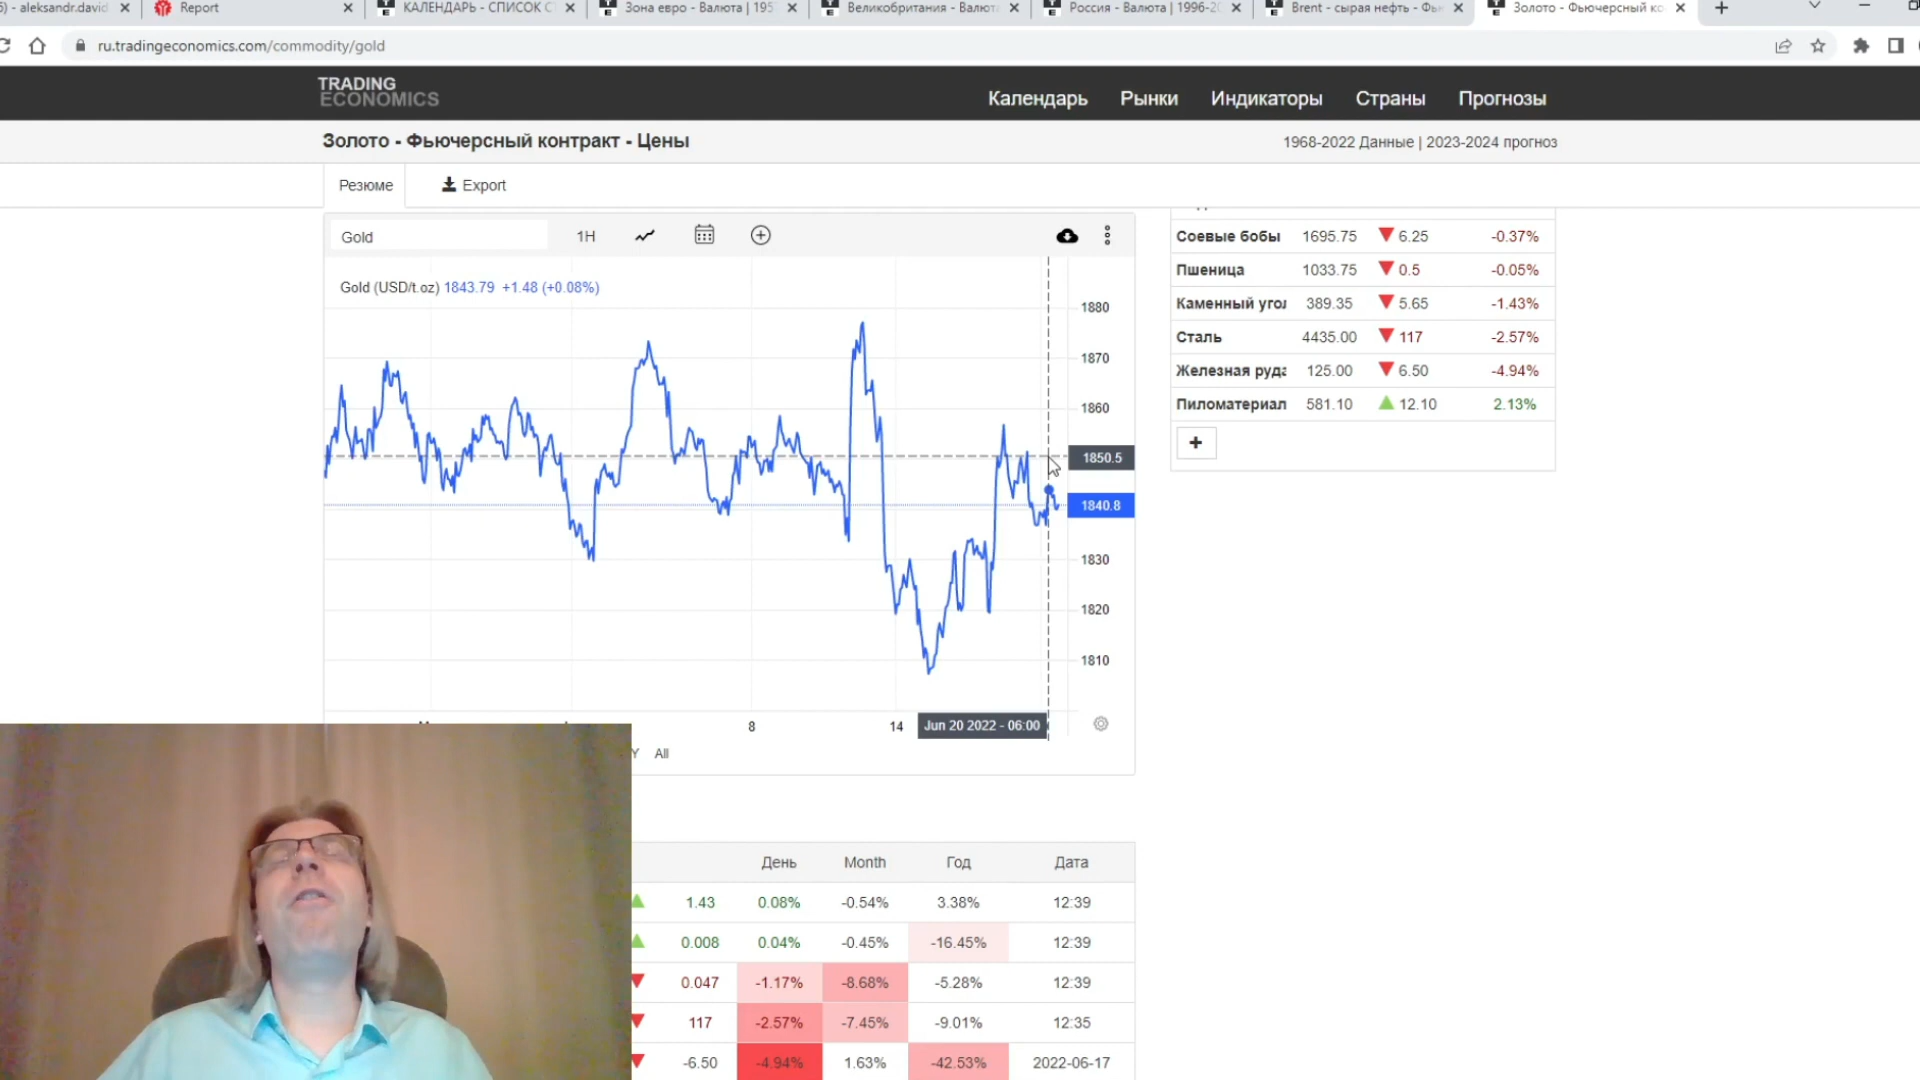 5) - aleksandr.david
Report
КАЛЕНДАРЬ - СПИСОК С
Зона евро - Валюта | 195
Великобритания - Валют
Россия - Валюта | 1996-20
Brent - сырая нефть - Фь
Золото - Фьючерсный ко
ru.tradingeconomics.com/commodity/gold
TRADING
ECONOMICS
Календарь Рынки Индикаторы Страны Прогнозы
Золото - Фьючерсный контракт - Цены
1968-2022 Данные | 2023-2024 прогноз
Резюме Export
Gold 1H
Gold (USD/t.oz) 1843.79 +1.48 (+0.08%)
1880
1870
1860
1850.5
1840.8
1830
1820
1810
8 14 Jun 20 2022 - 06:00
Y All
Соевые бобы 1695.75 6.25 -0.37%
Пшеница 1033.75 0.5 -0.05%
Каменный угол 389.35 5.65 -1.43%
Сталь 4435.00 117 -2.57%
Железная руда 125.00 6.50 -4.94%
Пиломатериал 581.10 12.10 2.13%
+
День Month Год Дата
1.43 0.08% -0.54% 3.38% 12:39
0.008 0.04% -0.45% -16.45% 12:39
0.047 -1.17% -8.68% -5.28% 12:39
117 -2.57% -7.45% -9.01% 12:35
-6.50 -4.94% 1.63% -42.53% 2022-06-17